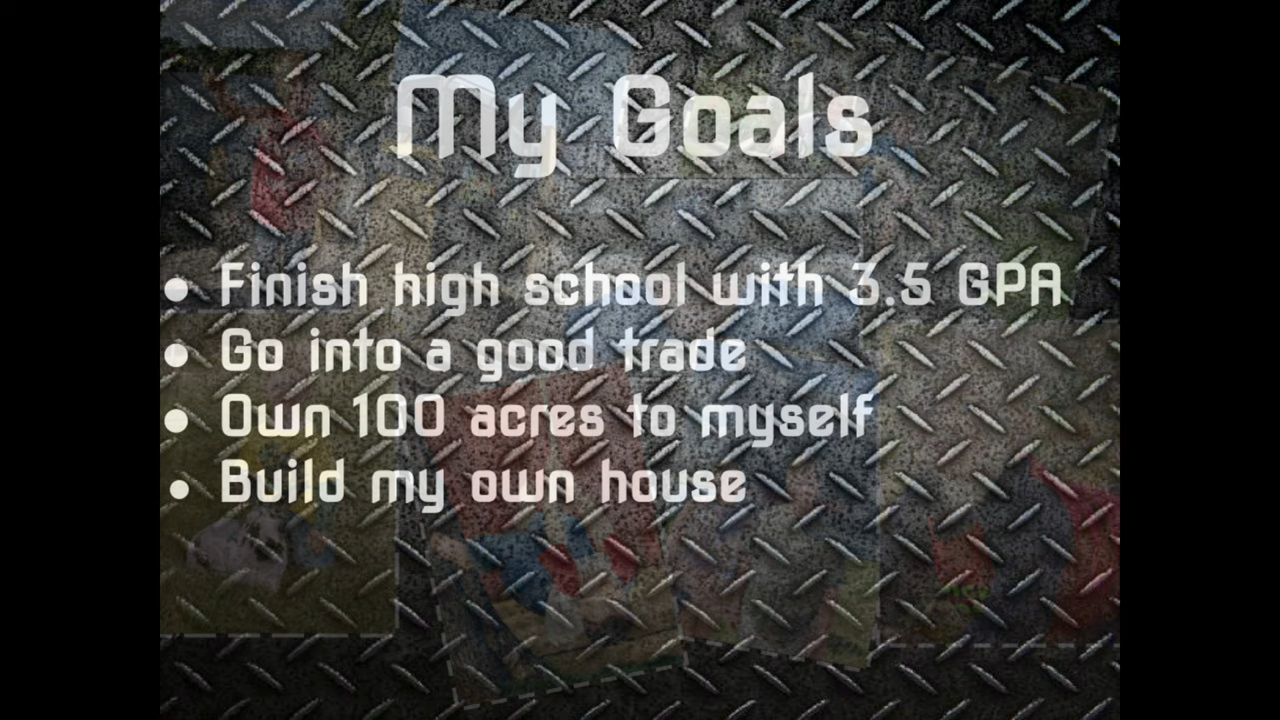 My Goals
• Finish high school with 3.5 GPA
• Go into a good trade
• Own 100 acres to myself
• Build my own house